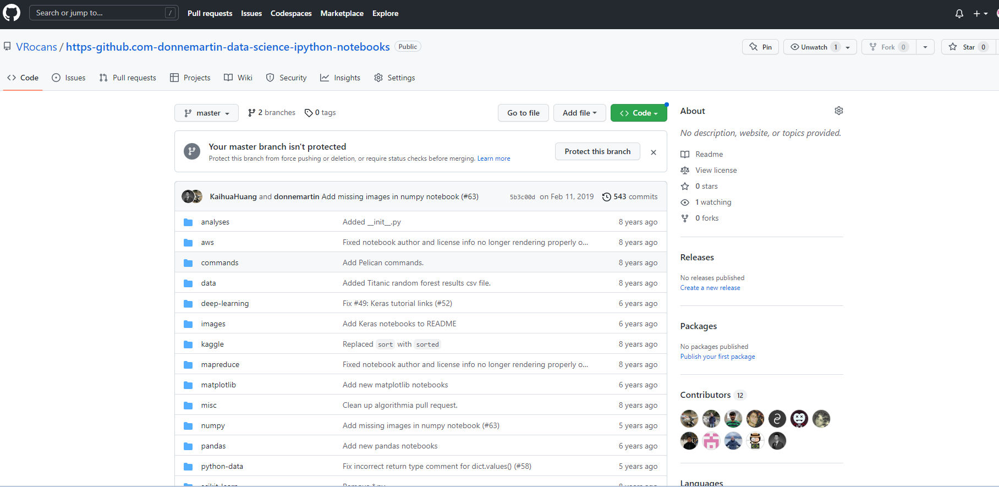 Search or jump to... /
Pull requests Issues Codespaces Marketplace Explore
VRocans / https-github.com-donnemartin-data-science-ipython-notebooks Public
Pin Unwatch 1 Fork 0 Star 0
Code Issues Pull requests Projects Wiki Security Insights Settings
master 2 branches 0 tags Go to file Add file Code
Your master branch isn't protected
Protect this branch from force pushing or deletion, or require status checks before merging. Learn more
Protect this branch
KaihuaHuang and donnemartin Add missing images in numpy notebook (#63) 5b3c00d on Feb 11, 2019 543 commits
analyses Added __init__.py 8 years ago
aws Fixed notebook author and license info no longer rendering properly o... 8 years ago
commands Add Pelican commands. 8 years ago
data Added Titanic random forest results csv file. 8 years ago
deep-learning Fix #49: Keras tutorial links (#52) 6 years ago
images Add Keras notebooks to README 6 years ago
kaggle Replaced sort with sorted 8 years ago
mapreduce Fixed notebook author and license info no longer rendering properly o... 8 years ago
matplotlib Add new matplotlib notebooks 6 years ago
misc Clean up algorithmia pull request. 8 years ago
numpy Add missing images in numpy notebook (#63) 5 years ago
pandas Add new pandas notebooks 6 years ago
python-data Fix incorrect return type comment for dict.values() (#58) 5 years ago
About
No description, website, or topics provided.
Readme
View license
0 stars
1 watching
0 forks
Releases
No releases published
Create a new release
Packages
No packages published
Publish your first package
Contributors 12
Languages